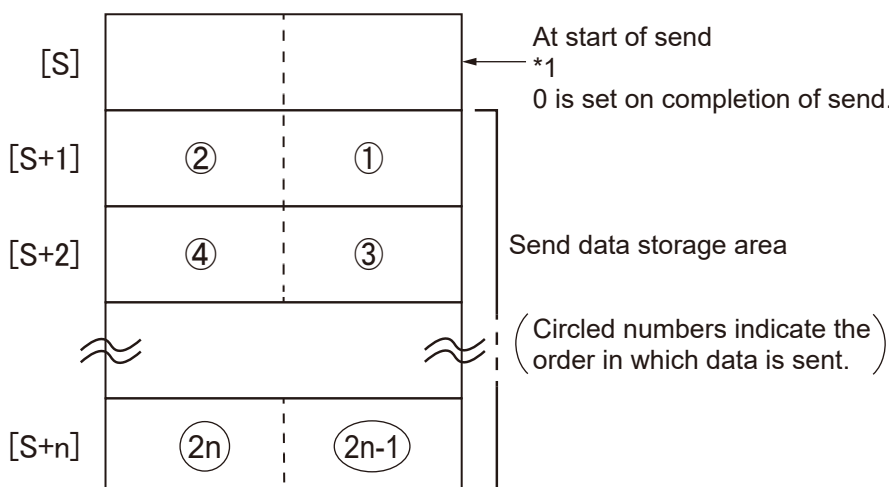 [S]
At start of send
*1
0 is set on completion of send.
[S+1] ② ①
[S+2] ④ ③
Send data storage area
(Circled numbers indicate the
order in which data is sent.)
[S+n] 2n 2n-1